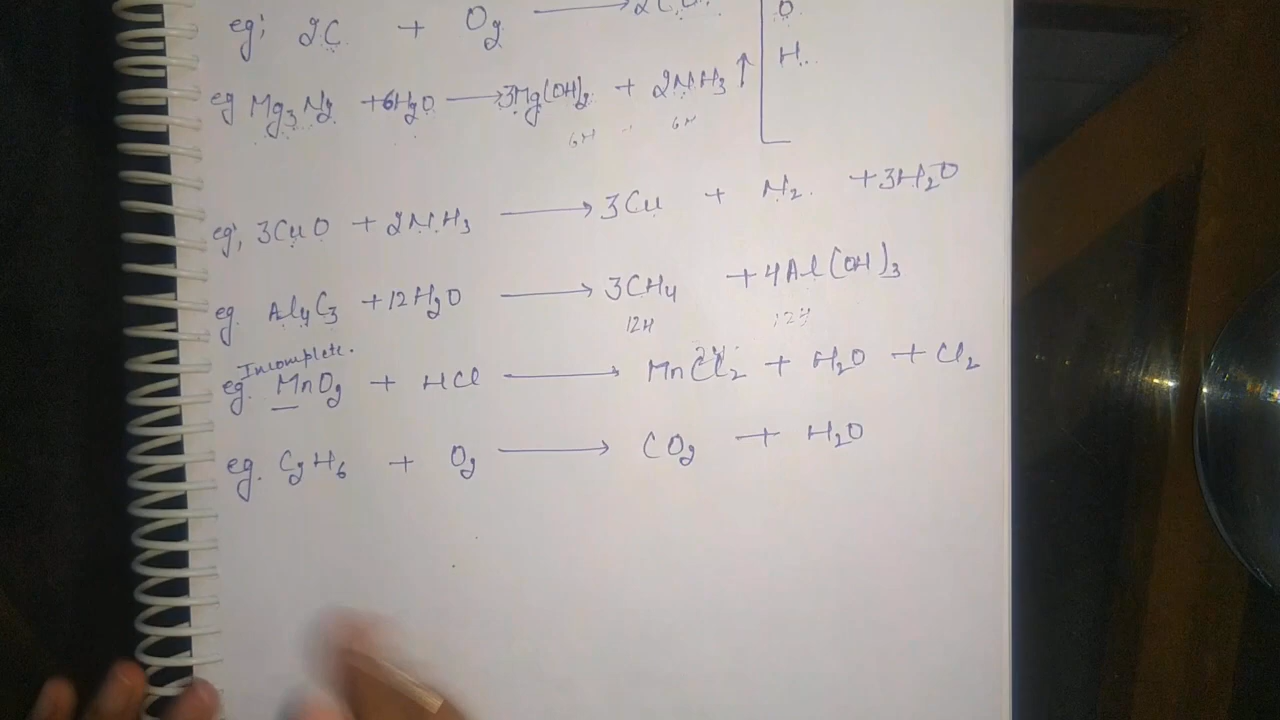 eg; 2C + O2 ⟶ 2CO.
O
H..
eg Mg3N2 +6H2O ⟶ 3Mg(OH)2 + 2NH3 ↑
6H 6H
eg; 3CuO + 2NH3 ⟶ 3Cu + N2. +3H2O
eg. Al4C3 +12H2O ⟶ 3CH4 +4Al(OH)3
12H 12H
Incomplete.
eg. MnO2 + HCl ⟶ MnCl2 + H2O + Cl2
eg. C2H6 + O2 ⟶ CO2 + H2O